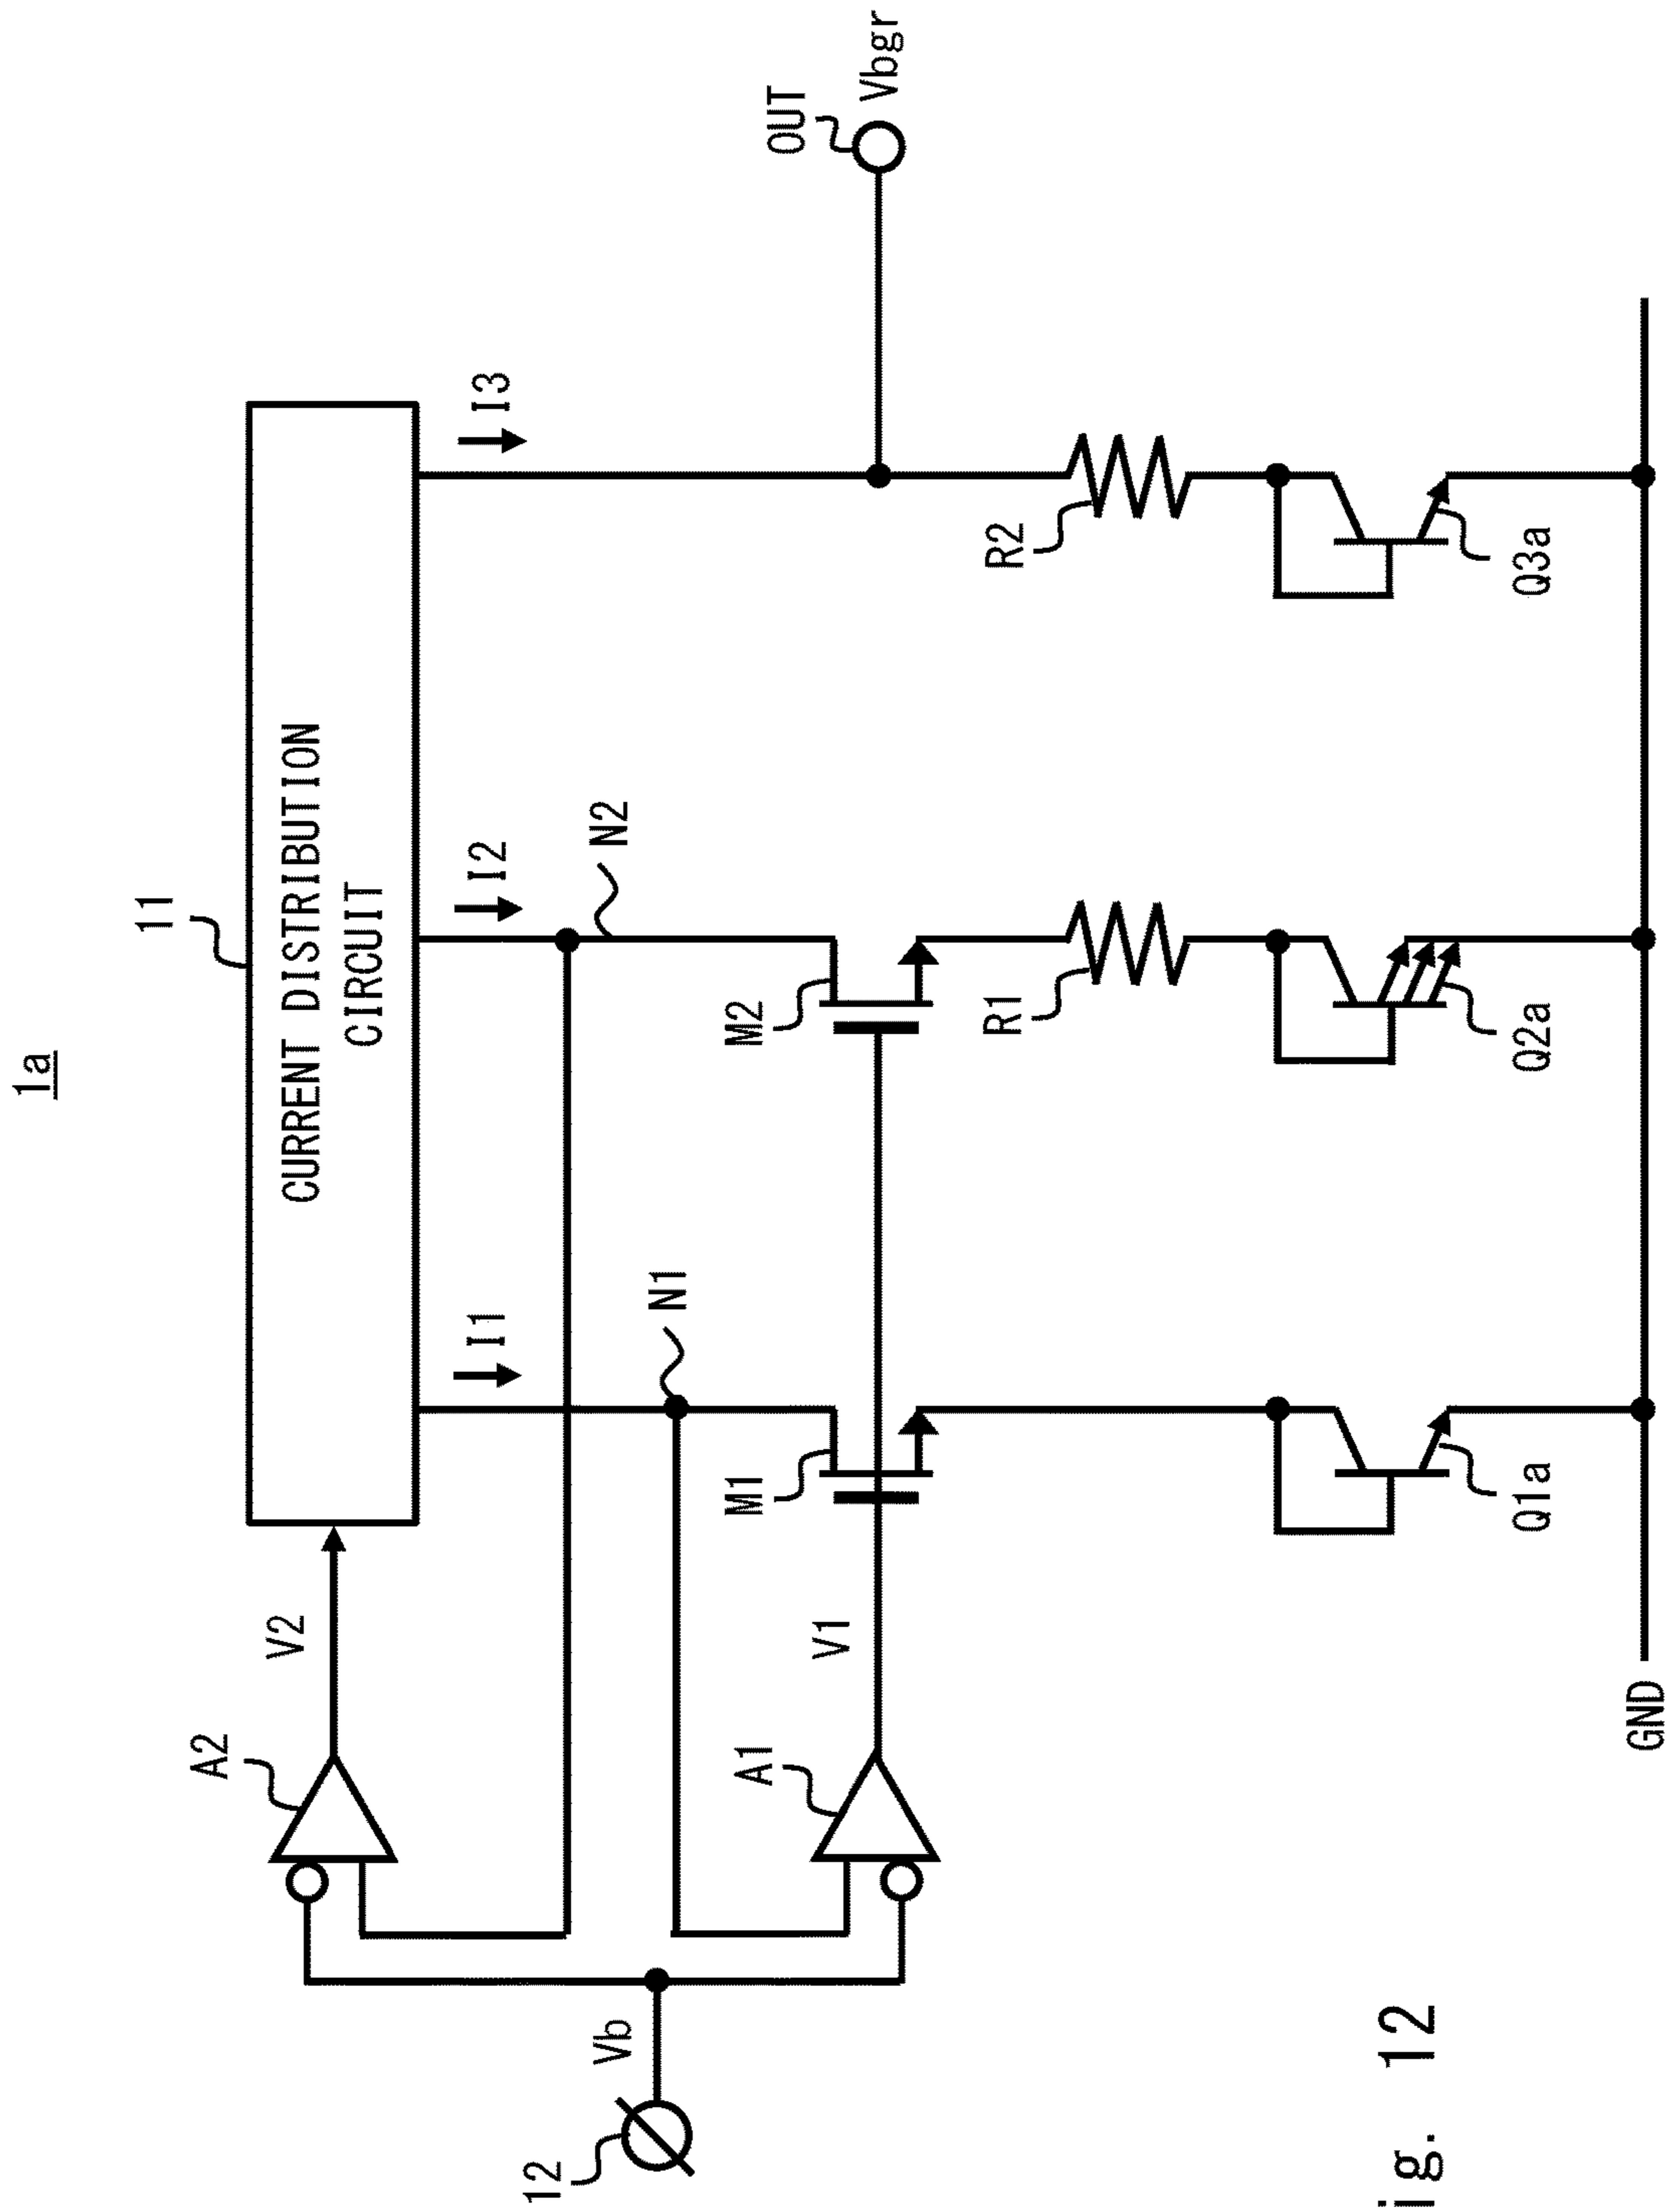 1a
11
CURRENT DISTRIBUTION
CIRCUIT
A2
V2
I1
I2
I3
N1
N2
12
Vb
A1
V1
M1
M2
OUT
Vbgr
R1
R2
Q1a
Q2a
Q3a
GND
ig. 12